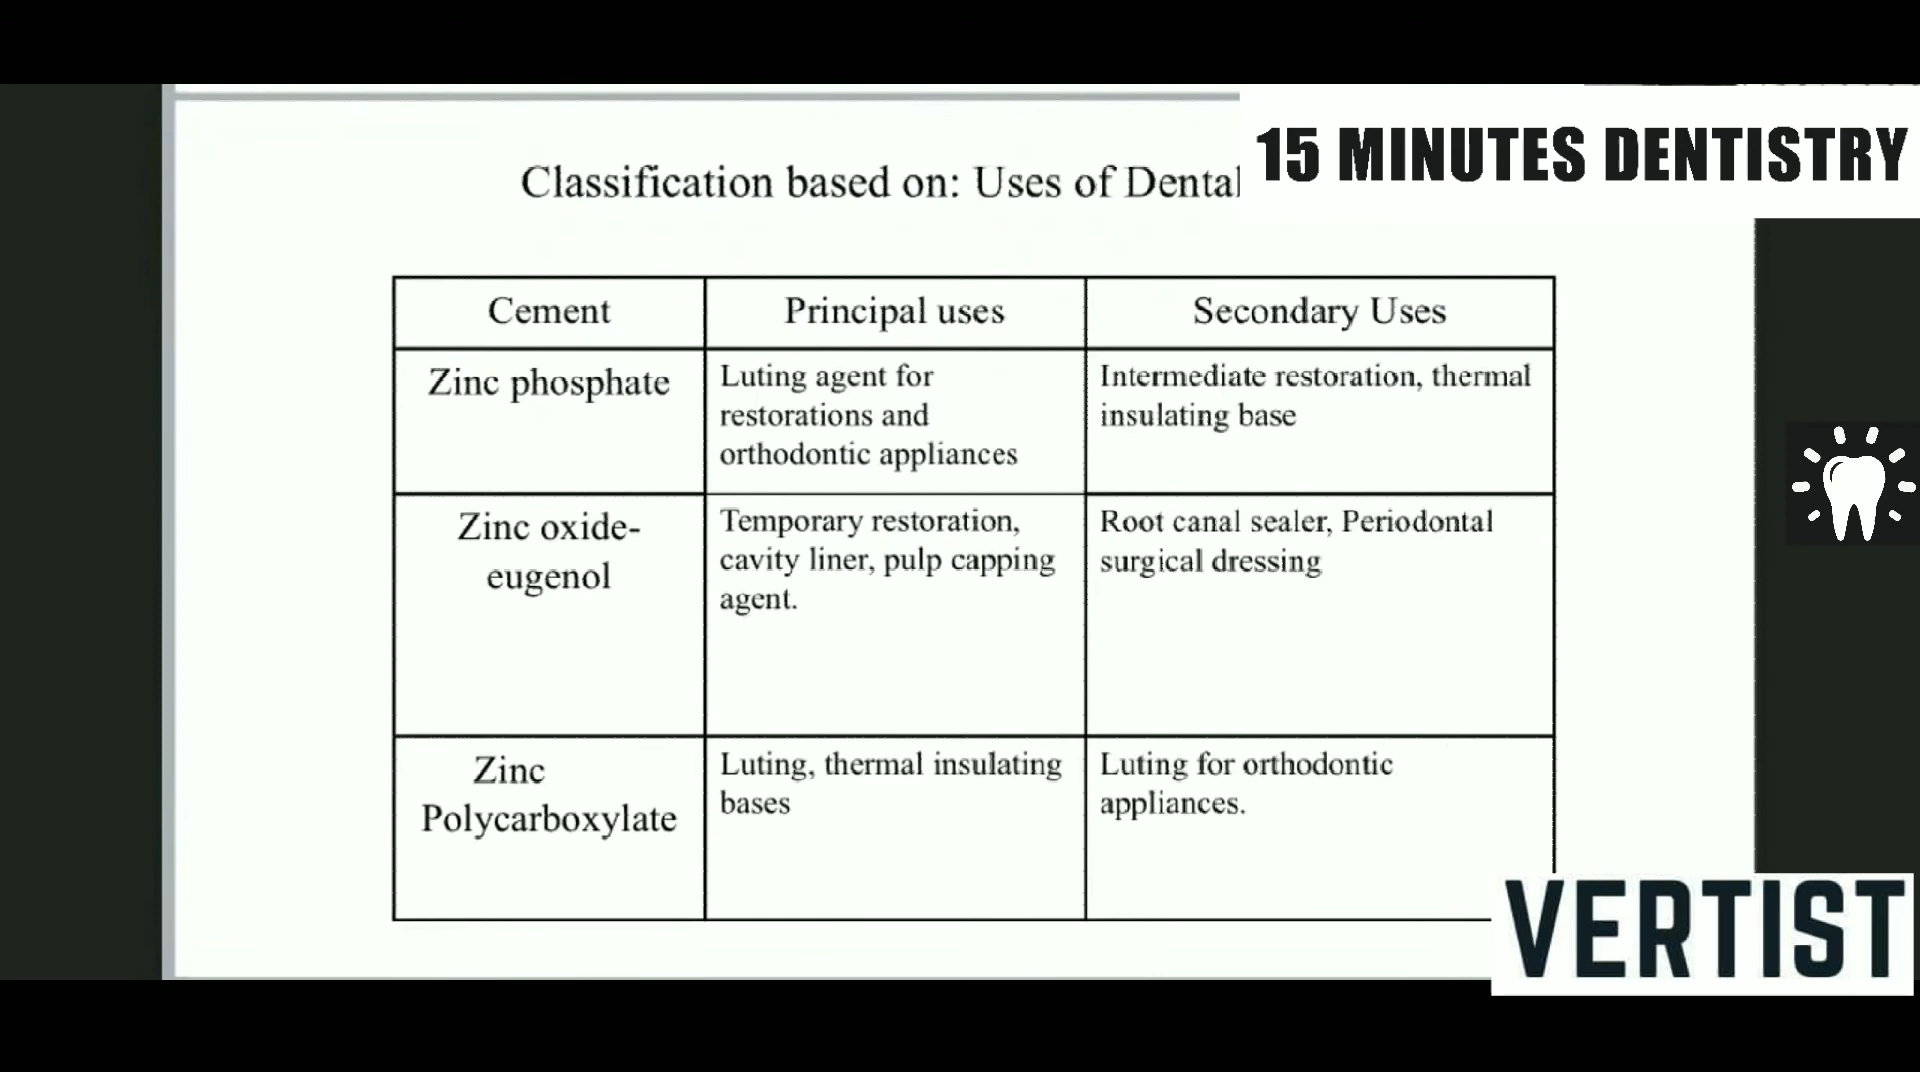 15 MINUTES DENTISTRY
Classification based on: Uses of Dental
Cement
Principal uses
Secondary Uses
Zinc phosphate
Luting agent for
restorations and
orthodontic appliances
Intermediate restoration, thermal
insulating base
Zinc oxide-
eugenol
Temporary restoration,
cavity liner, pulp capping
agent.
Root canal sealer, Periodontal
surgical dressing
Zinc
Polycarboxylate
Luting, thermal insulating
bases
Luting for orthodontic
appliances.
VERTIST